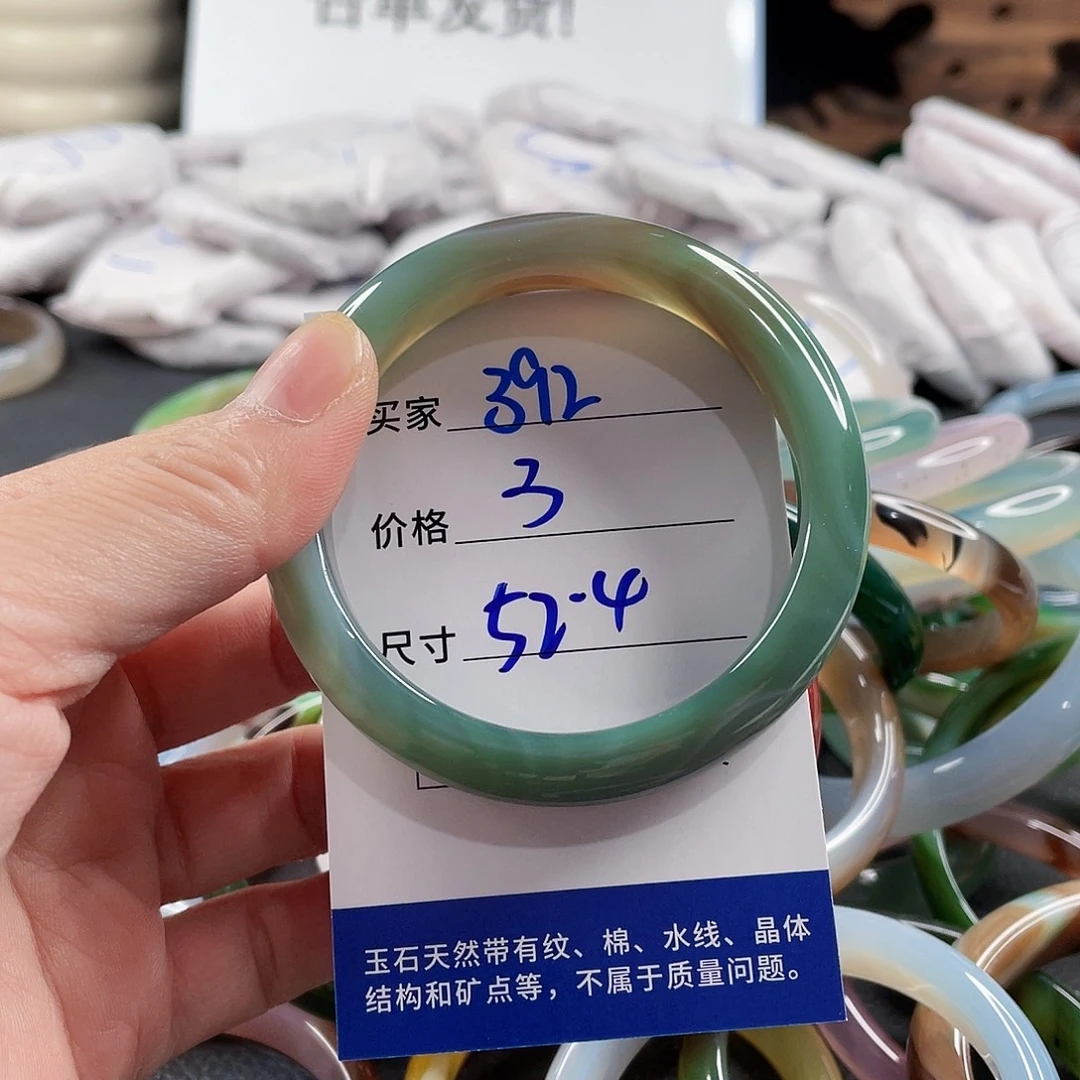 买家 392
价格 3
尺寸 52.4
玉石天然带有纹、棉、水线、晶体
结构和矿点等，不属于质量问题。